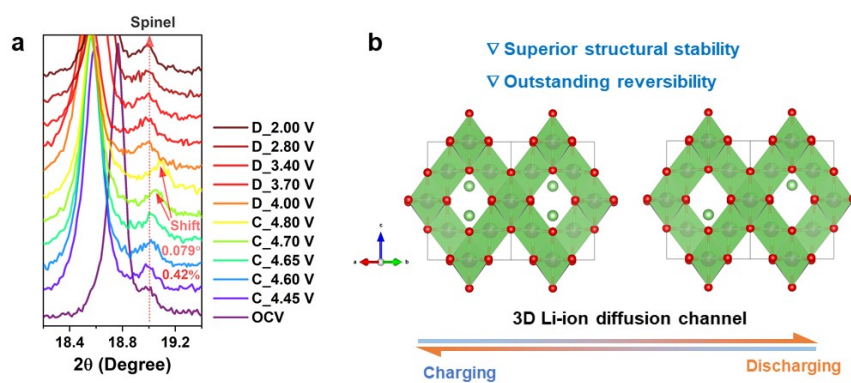 a
Spinel
D_2.00 V
D_2.80 V
D_3.40 V
D_3.70 V
D_4.00 V
C_4.80 V
C_4.70 V
C_4.65 V
C_4.60 V
C_4.45 V
OCV
Shift
0.079°
0.42%
18.4 18.8 19.2
2θ (Degree)
b
∇ Superior structural stability
∇ Outstanding reversibility
c
a
b
3D Li-ion diffusion channel
Charging
Discharging